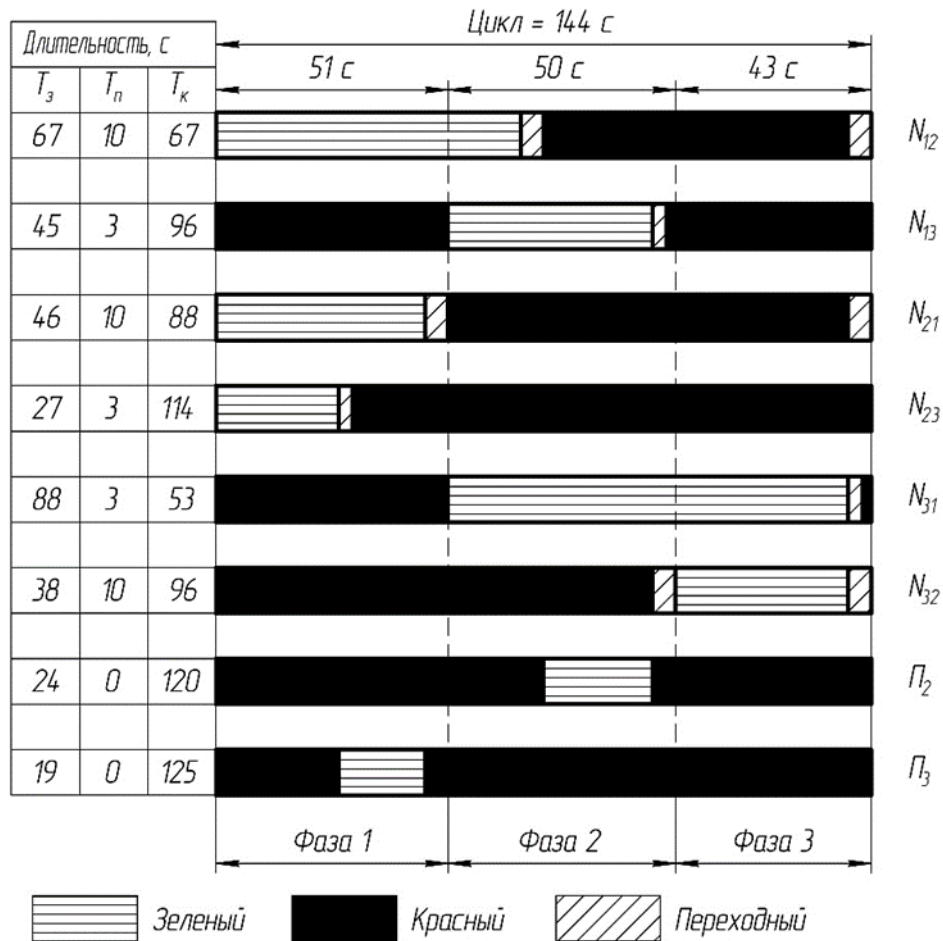 Цикл = 144 с
Длительность, с
51 с 50 с 43 с
Tз Tп Tк
67 10 67 N12
45 3 96 N13
46 10 88 N21
27 3 114 N23
88 3 53 N31
38 10 96 N32
24 0 120 П2
19 0 125 П3
Фаза 1 Фаза 2 Фаза 3
Зеленый Красный Переходный